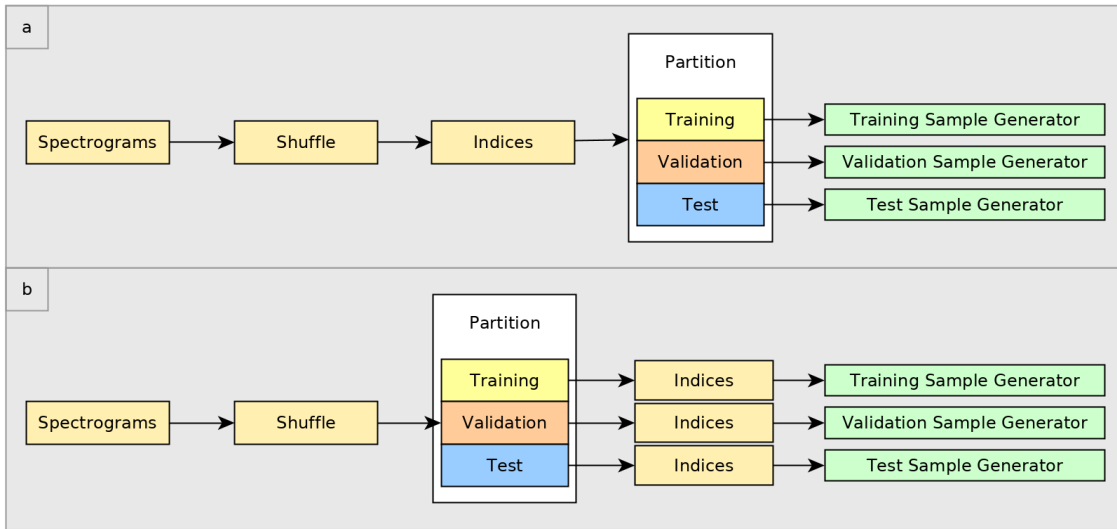 a
Partition
Training
Training Sample Generator
Spectrograms
Shuffle
Indices
Validation
Validation Sample Generator
Test
Test Sample Generator
b
Partition
Training
Indices
Training Sample Generator
Spectrograms
Shuffle
Validation
Indices
Validation Sample Generator
Test
Indices
Test Sample Generator